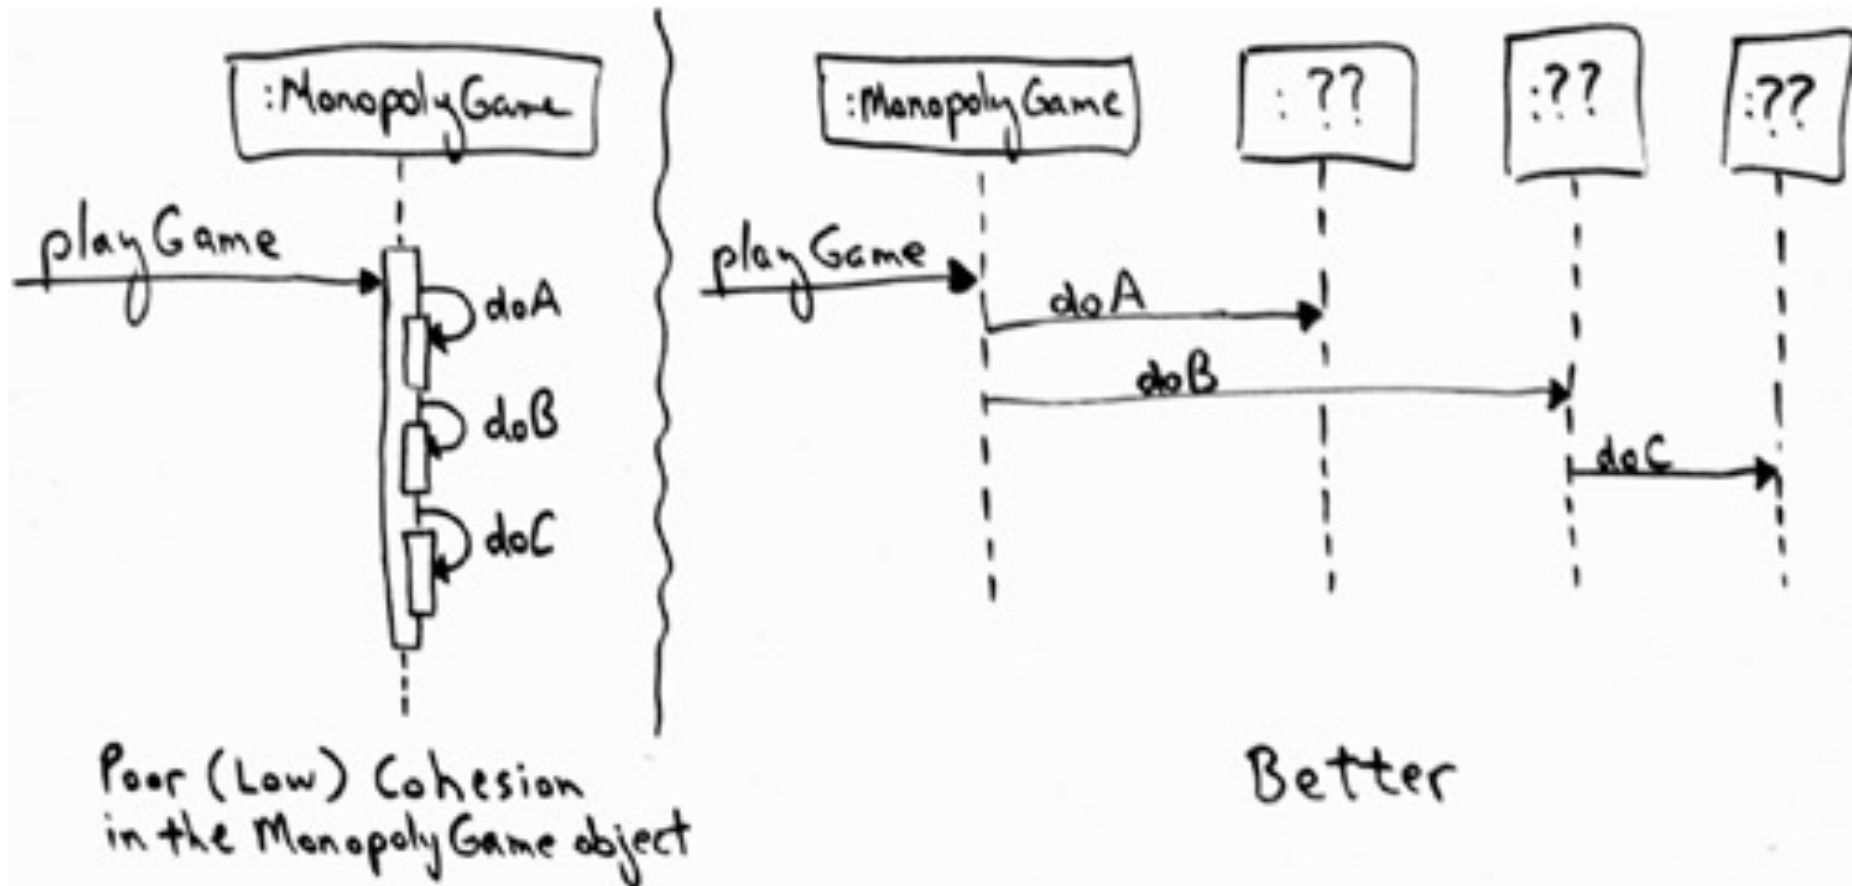 :MonopolyGame
playGame
doA
doB
doC
Poor (Low) Cohesion
in the MonopolyGame object
:MonopolyGame
:??
:??
:??
playGame
doA
doB
doC
Better